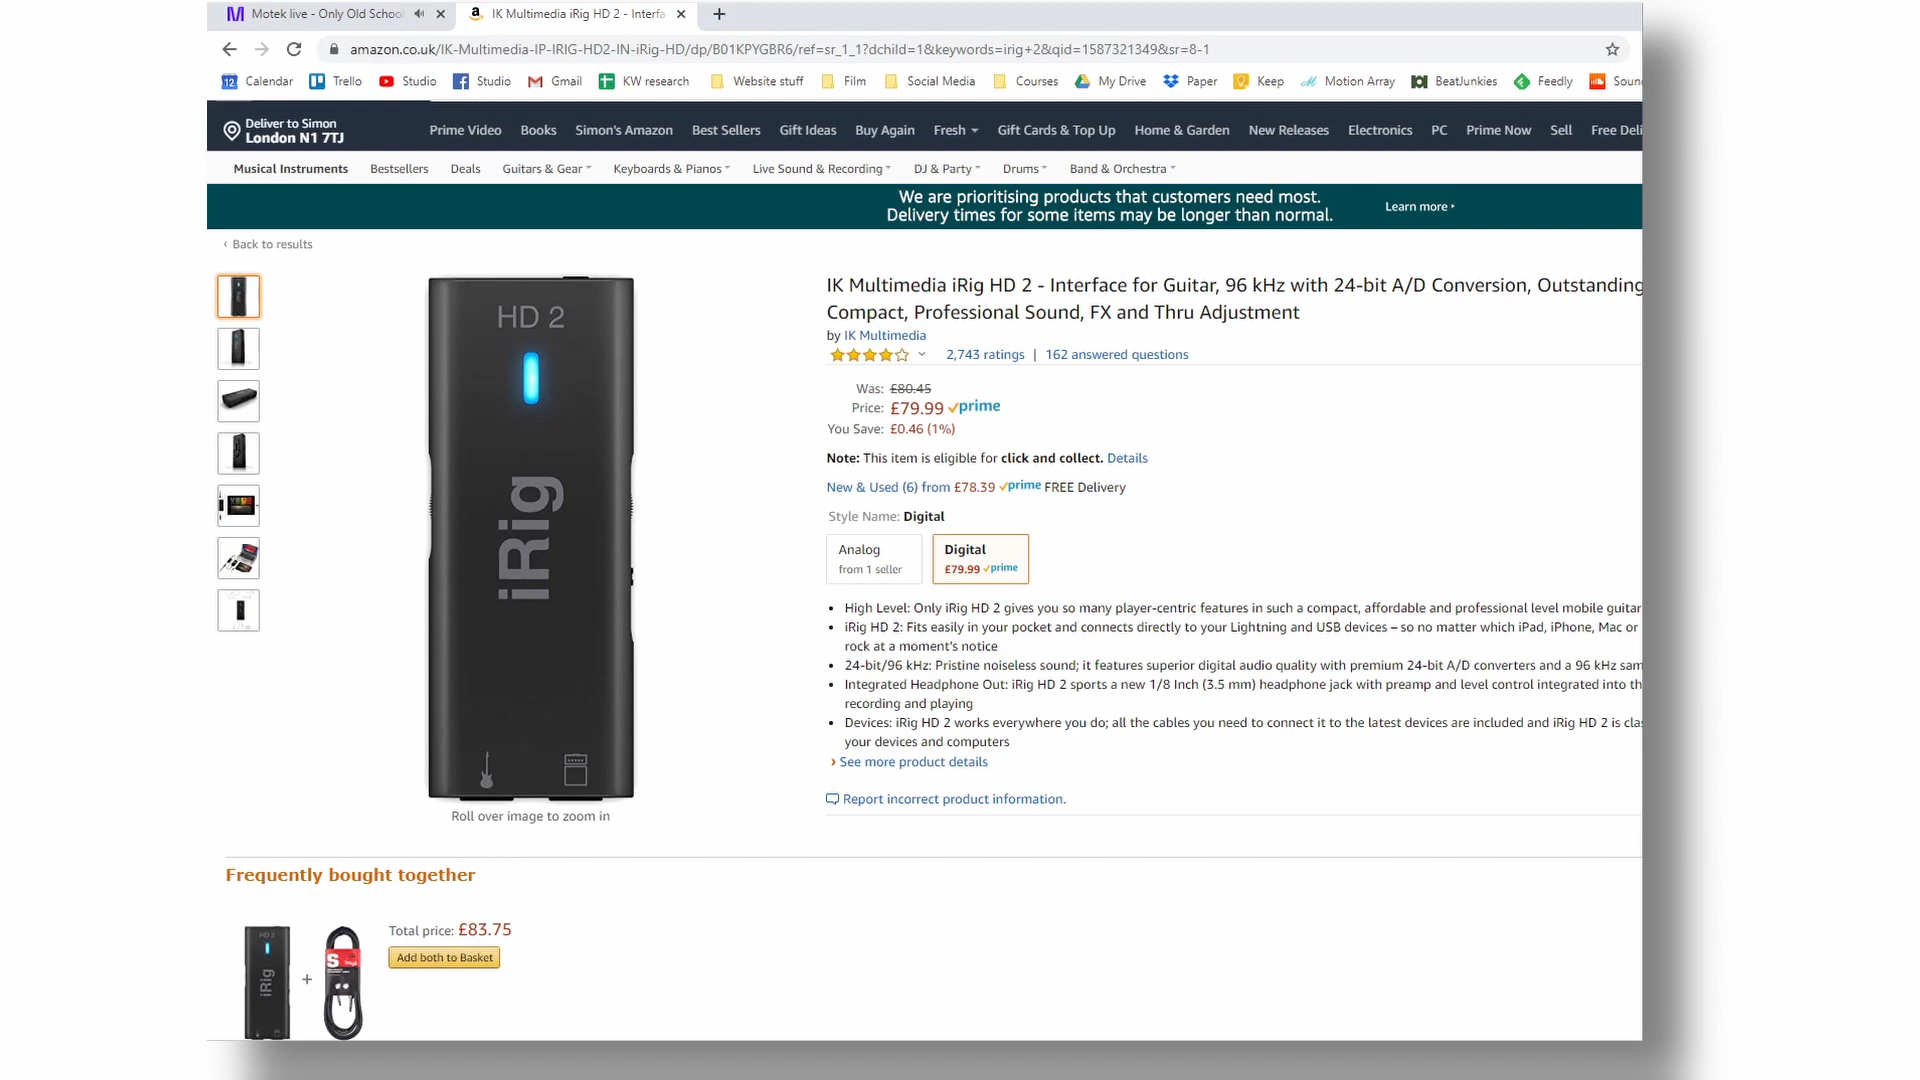 Motek live - Only Old School
IK Multimedia iRig HD 2 - Interfa
amazon.co.uk/IK-Multimedia-IP-IRIG-HD2-IN-iRig-HD/dp/B01KPYGBR6/ref=sr_1_1?dchild=1&keywords=irig+2&qid=1587321349&sr=8-1
12 Calendar Trello Studio Studio Gmail KW research Website stuff Film Social Media Courses My Drive Paper Keep Motion Array BeatJunkies Feedly Soun
Deliver to Simon
London N1 7TJ
Prime Video Books Simon's Amazon Best Sellers Gift Ideas Buy Again Fresh Gift Cards & Top Up Home & Garden New Releases Electronics PC Prime Now Sell Free Deli
Musical Instruments Bestsellers Deals Guitars & Gear Keyboards & Pianos Live Sound & Recording DJ & Party Drums Band & Orchestra
We are prioritising products that customers need most.
Delivery times for some items may be longer than normal.
Learn more
‹ Back to results
HD 2
iRig
Roll over image to zoom in
IK Multimedia iRig HD 2 - Interface for Guitar, 96 kHz with 24-bit A/D Conversion, Outstanding
Compact, Professional Sound, FX and Thru Adjustment
by IK Multimedia
2,743 ratings | 162 answered questions
Was: £80.45
Price: £79.99 prime
You Save: £0.46 (1%)
Note: This item is eligible for click and collect. Details
New & Used (6) from £78.39 prime FREE Delivery
Style Name: Digital
Analog
from 1 seller
Digital
£79.99 prime
• High Level: Only iRig HD 2 gives you so many player-centric features in such a compact, affordable and professional level mobile guitar
• iRig HD 2: Fits easily in your pocket and connects directly to your Lightning and USB devices – so no matter which iPad, iPhone, Mac or
rock at a moment's notice
• 24-bit/96 kHz: Pristine noiseless sound; it features superior digital audio quality with premium 24-bit A/D converters and a 96 kHz sam
• Integrated Headphone Out: iRig HD 2 sports a new 1/8 Inch (3.5 mm) headphone jack with preamp and level control integrated into th
recording and playing
• Devices: iRig HD 2 works everywhere you do; all the cables you need to connect it to the latest devices are included and iRig HD 2 is clas
your devices and computers
› See more product details
Report incorrect product information.
Frequently bought together
HD 2
iRig
+
S
Total price: £83.75
Add both to Basket